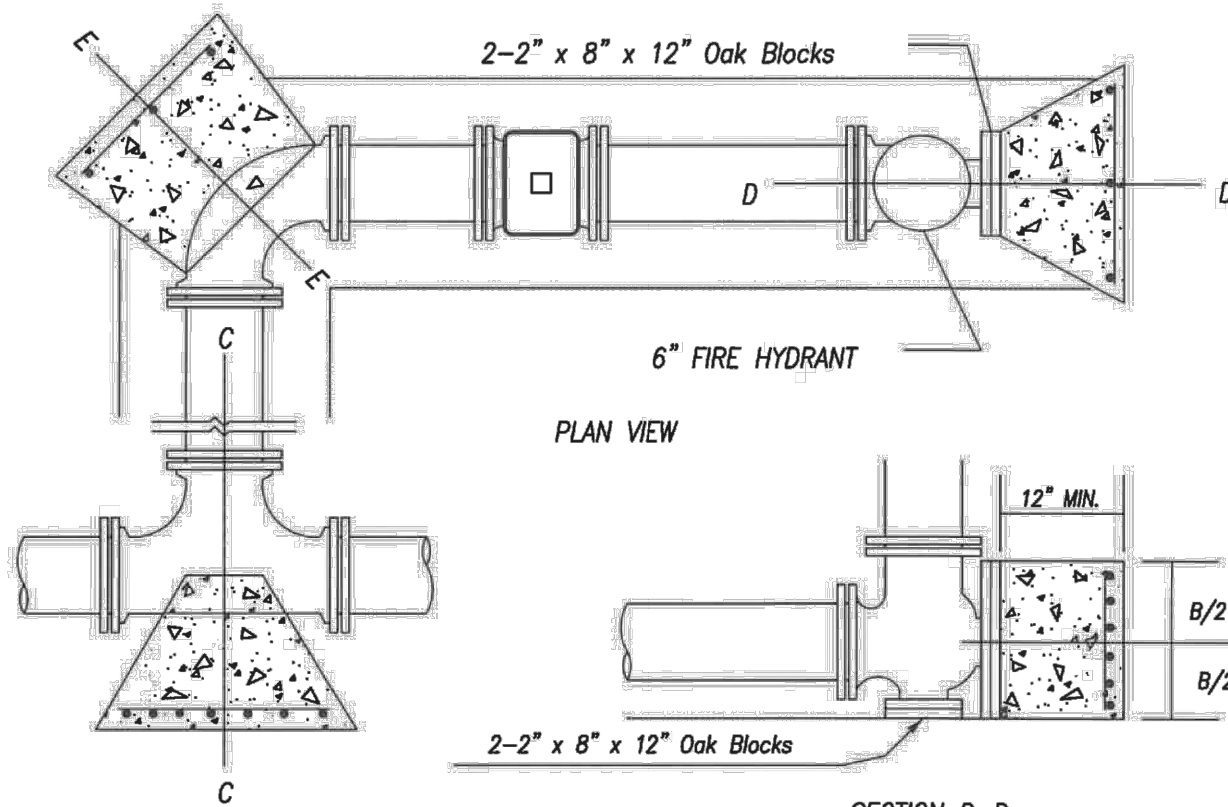 E
2-2" x 8" x 12" Oak Blocks
D
D
E
C
6" FIRE HYDRANT
PLAN VIEW
12" MIN.
B/2
B/2
2-2" x 8" x 12" Oak Blocks
C